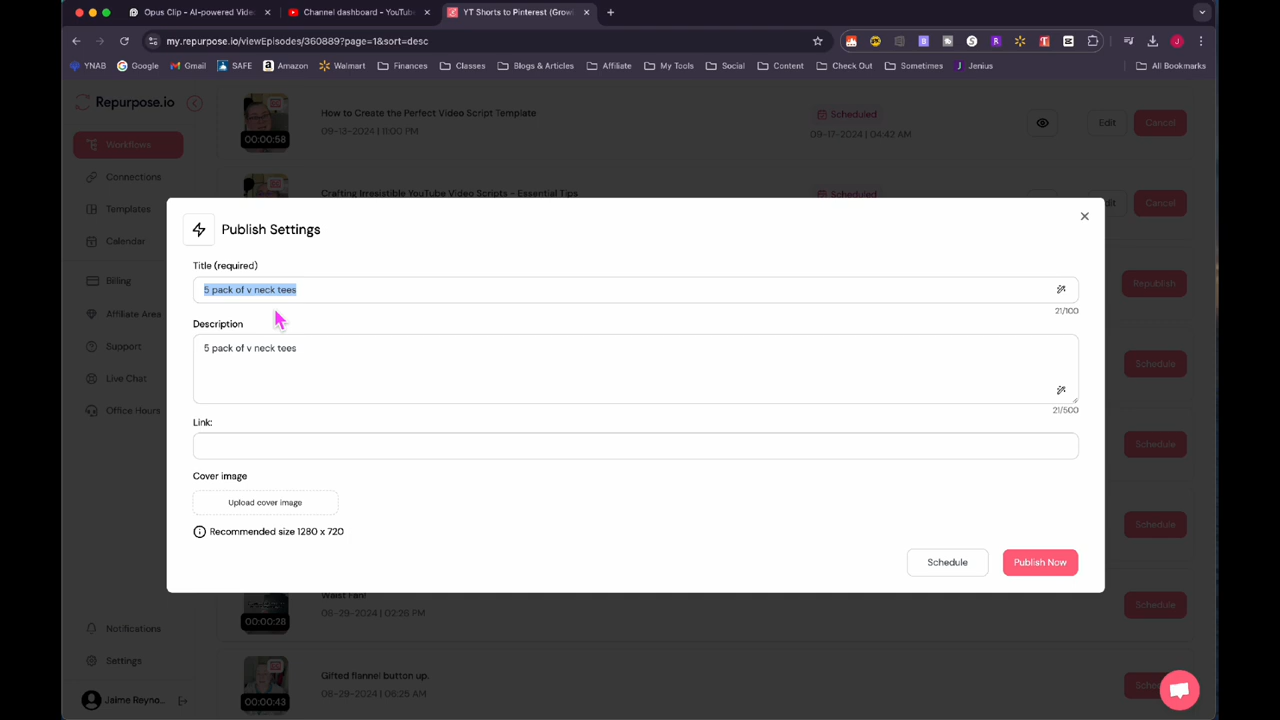 Opus Clip - AI-powered Vide
Channel dashboard - YouTube
YT Shorts to Pinterest (Grow
my.repurpose.io/viewEpisodes/360889?page=1&sort=desc
YNAB
Google
Gmail
SAFE
Amazon
Walmart
Finances
Classes
Blogs & Articles
Affiliate
My Tools
Social
Content
Check Out
Sometimes
Jenius
All Bookmarks
Repurpose.io
Workflows
Connections
Templates
Calendar
Billing
Affiliate Area
Support
Live Chat
Office Hours
Notifications
Settings
Jaime Reyno...
00:00:58
How to Create the Perfect Video Script Template
09-13-2024 | 11:00 PM
Scheduled
09-17-2024 | 04:42 AM
Edit
Cancel
Crafting Irresistible YouTube Video Scripts - Essential Tips
Scheduled
Cancel
Republish
Schedule
Schedule
Schedule
Publish Settings
Title (required)
5 pack of v neck tees
21/100
Description
5 pack of v neck tees
21/500
Link:
Cover image
Upload cover image
Recommended size 1280 x 720
Schedule
Publish Now
Waist Fan!
08-29-2024 | 02:26 PM
00:00:28
Schedule
Gifted flannel button up.
08-29-2024 | 06:25 AM
00:00:43